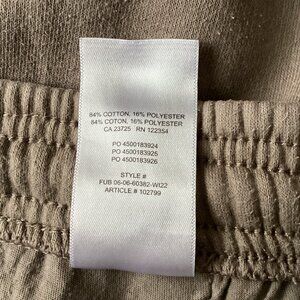 84% COTTON, 16% POLYESTER
84% COTON, 16% POLYESTER
CA 23725 RN 122354
PO 4500183924
PO 4500183925
PO 4500183926
STYLE #
FUB 06-06-60382-WI22
ARTICLE # 102799